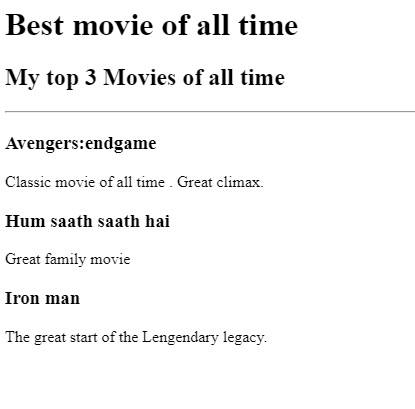 Best movie of all time
My top 3 Movies of all time
Avengers:endgame
Classic movie of all time . Great climax.
Hum saath saath hai
Great family movie
Iron man
The great start of the Lengendary legacy.